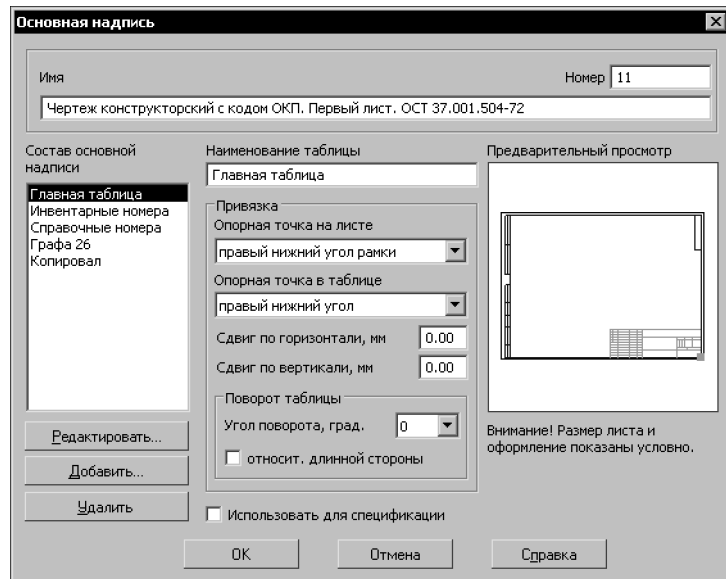 Основная надпись
Имя
Номер 11
Чертеж конструкторский с кодом ОКП. Первый лист. ОСТ 37.001.504-72
Состав основной
надписи
Главная таблица
Инвентарные номера
Справочные номера
Графа 26
Копировал
Редактировать...
Добавить...
Удалить
Наименование таблицы
Главная таблица
Привязка
Опорная точка на листе
правый нижний угол рамки
Опорная точка в таблице
правый нижний угол
Сдвиг по горизонтали, мм 0.00
Сдвиг по вертикали, мм 0.00
Поворот таблицы
Угол поворота, град. 0
относит. длинной стороны
Использовать для спецификации
Предварительный просмотр
Внимание! Размер листа и
оформление показаны условно.
OK Отмена Справка